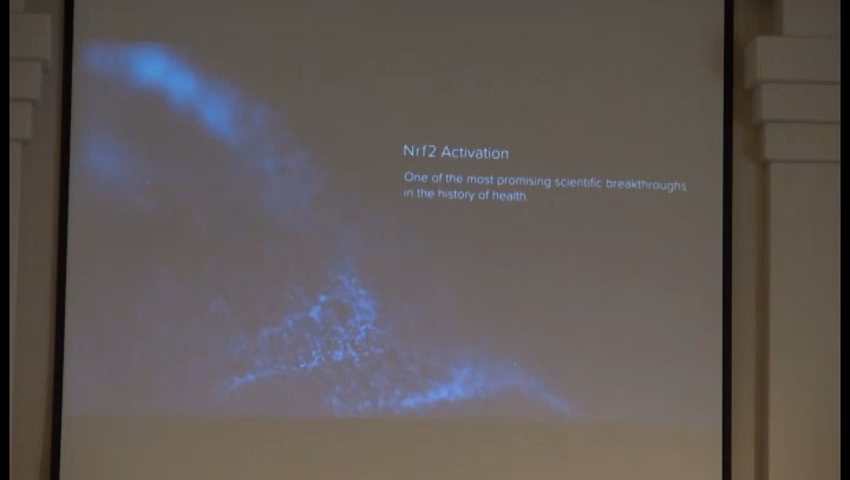 Nrf2 Activation
One of the most promising scientific breakthroughs
in the history of health.